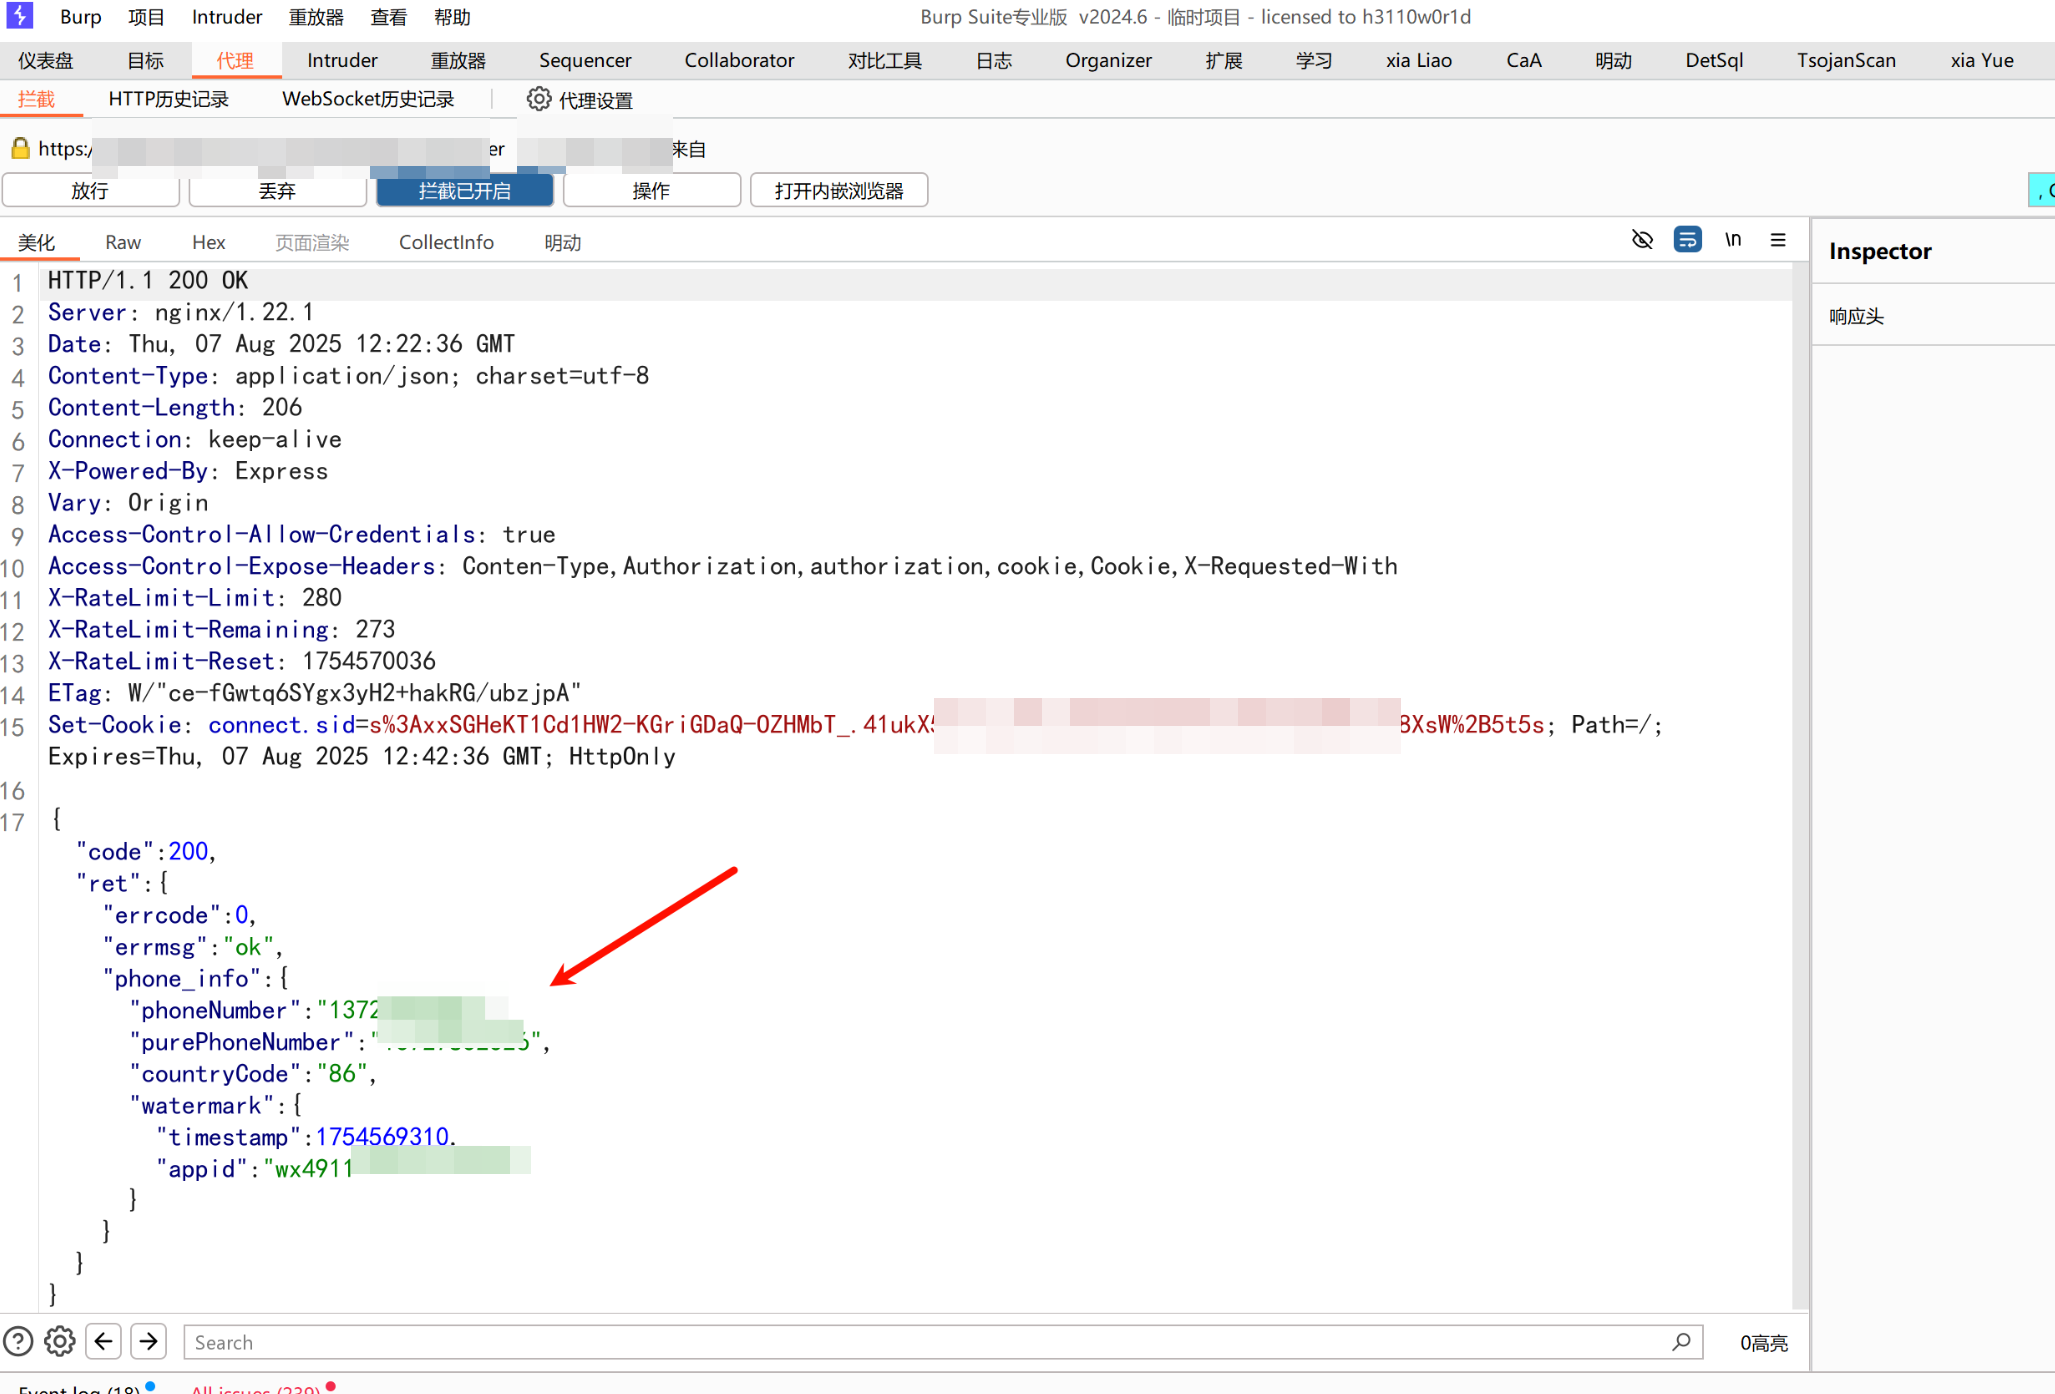 Burp 项目 Intruder 重放器 查看 帮助 Burp Suite专业版 v2024.6 - 临时项目 - licensed to h3110w0r1d
仪表盘 目标 代理 Intruder 重放器 Sequencer Collaborator 对比工具 日志 Organizer 扩展 学习 xia Liao CaA 明动 DetSql TsojanScan xia Yue
拦截 HTTP历史记录 WebSocket历史记录 代理设置
https:/ er 来自
放行 丢弃 拦截已开启 操作 打开内嵌浏览器
美化 Raw Hex 页面渲染 CollectInfo 明动 \n
Inspector
响应头
1 HTTP/1.1 200 OK
2 Server: nginx/1.22.1
3 Date: Thu, 07 Aug 2025 12:22:36 GMT
4 Content-Type: application/json; charset=utf-8
5 Content-Length: 206
6 Connection: keep-alive
7 X-Powered-By: Express
8 Vary: Origin
9 Access-Control-Allow-Credentials: true
10 Access-Control-Expose-Headers: Conten-Type,Authorization,authorization,cookie,Cookie,X-Requested-With
11 X-RateLimit-Limit: 280
12 X-RateLimit-Remaining: 273
13 X-RateLimit-Reset: 1754570036
14 ETag: W/"ce-fGwtq6SYgx3yH2+hakRG/ubzjpA"
15 Set-Cookie: connect.sid=s%3AxxSGHeKT1Cd1HW2-KGriGDaQ-OZHMbT_.41ukX 8XsW%2B5t5s; Path=/;
Expires=Thu, 07 Aug 2025 12:42:36 GMT; HttpOnly
16
17 {
"code":200,
"ret":{
"errcode":0,
"errmsg":"ok",
"phone_info":{
"phoneNumber":"1372
"purePhoneNumber":" ",
"countryCode":"86",
"watermark":{
"timestamp":1754569310,
"appid":"wx4911
}
}
}
}
Search 0高亮
Event log (18) All issues (239)